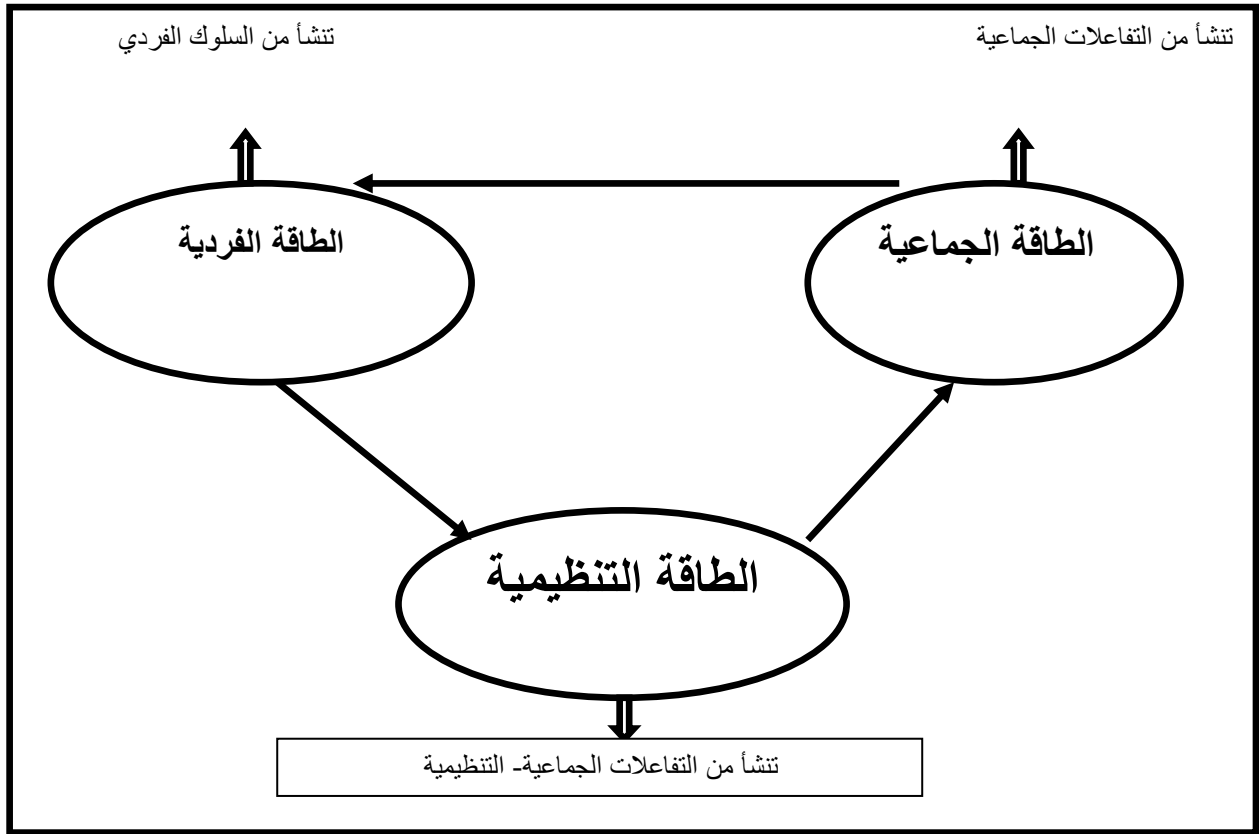 تنشأ من التفاعلات الجماعية
تنشأ من السلوك الفردي
الطاقة الجماعية
الطاقة الفردية
الطاقة التنظيمية
تنشأ من التفاعلات الجماعية- التنظيمية